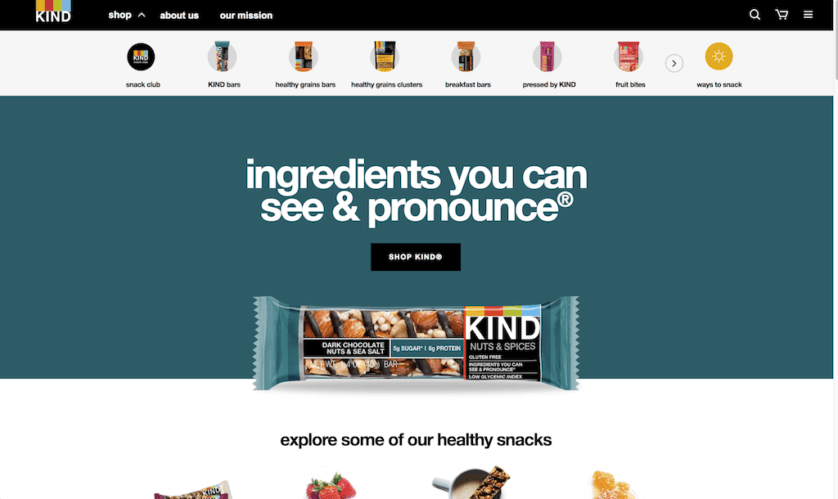 KIND
shop
about us
our mission
KIND
snack club
KIND bars
healthy grains bars
healthy grains clusters
breakfast bars
pressed by KIND
fruit bites
ways to snack
ingredients you can
see & pronounce®
SHOP KIND®
KIND
NUTS & SPICES
DARK CHOCOLATE
NUTS & SEA SALT
5g SUGAR* | 6g PROTEIN
GLUTEN FREE
INGREDIENTS YOU CAN
SEE & PRONOUNCE®
LOW GLYCEMIC INDEX
BAR
explore some of our healthy snacks
KIND